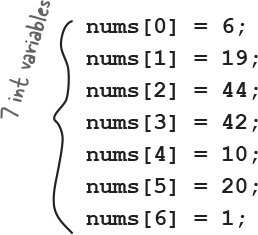 7 int variables
nums[0] = 6;
nums[1] = 19;
nums[2] = 44;
nums[3] = 42;
nums[4] = 10;
nums[5] = 20;
nums[6] = 1;